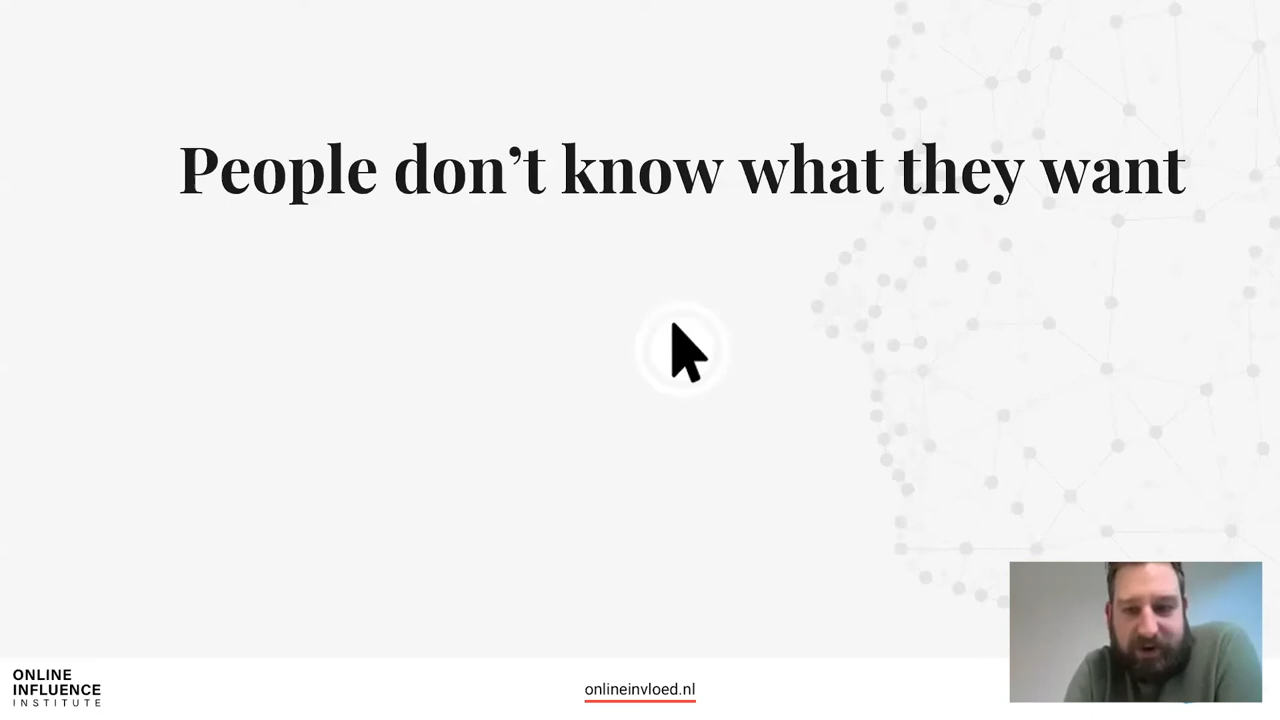 People don’t know what they want
ONLINE
INFLUENCE
INSTITUTE
onlineinvloed.nl